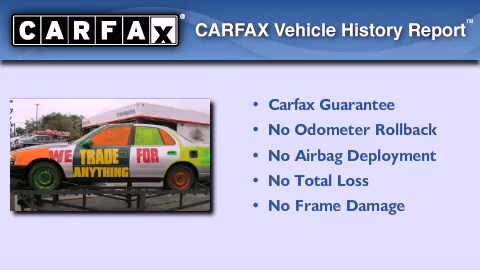 CARFAX® CARFAX Vehicle History Report™
WE TRADE FOR
ANYTHING
• Carfax Guarantee
• No Odometer Rollback
• No Airbag Deployment
• No Total Loss
• No Frame Damage